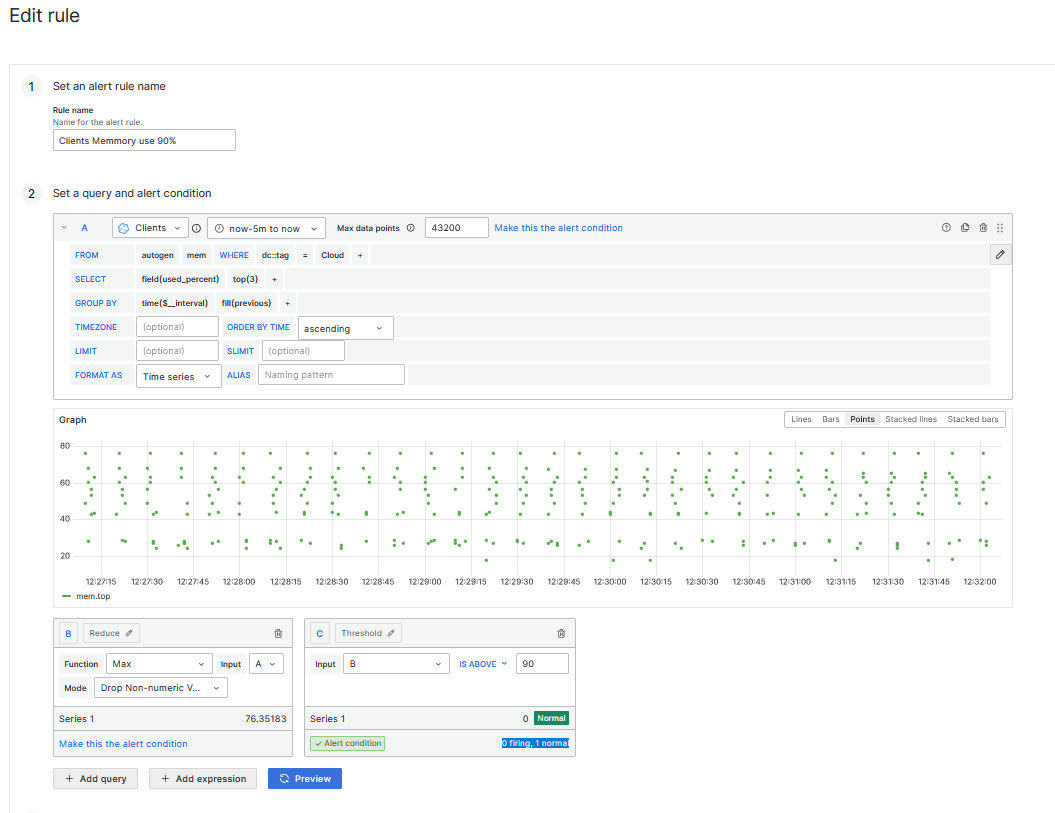 Edit rule
1 Set an alert rule name
Rule name
Name for the alert rule.
Clients Memmory use 90%
2 Set a query and alert condition
A Clients now-5m to now Max data points 43200 Make this the alert condition
FROM autogen mem WHERE dc::tag = Cloud +
SELECT field(used_percent) top(3) +
GROUP BY time($__interval) fill(previous) +
TIMEZONE (optional) ORDER BY TIME ascending
LIMIT (optional) SLIMIT (optional)
FORMAT AS Time series ALIAS Naming pattern
Graph Lines Bars Points Stacked lines Stacked bars
80
60
40
20
12:27:15 12:27:30 12:27:45 12:28:00 12:28:15 12:28:30 12:28:45 12:29:00 12:29:15 12:29:30 12:29:45 12:30:00 12:30:15 12:30:30 12:30:45 12:31:00 12:31:15 12:31:30 12:31:45 12:32:00
mem.top
B Reduce C Threshold
Function Max Input A Input B IS ABOVE 90
Mode Drop Non-numeric V...
Series 1 76.35183 Series 1 0 Normal
Make this the alert condition Alert condition 0 firing, 1 normal
+ Add query + Add expression Preview